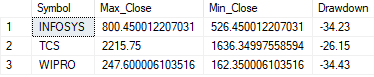 Symbol Max_Close Min_Close Drawdown
1 INFOSYS 800.450012207031 526.450012207031 -34.23
2 TCS 2215.75 1636.34997558594 -26.15
3 WIPRO 247.600006103516 162.350006103516 -34.43